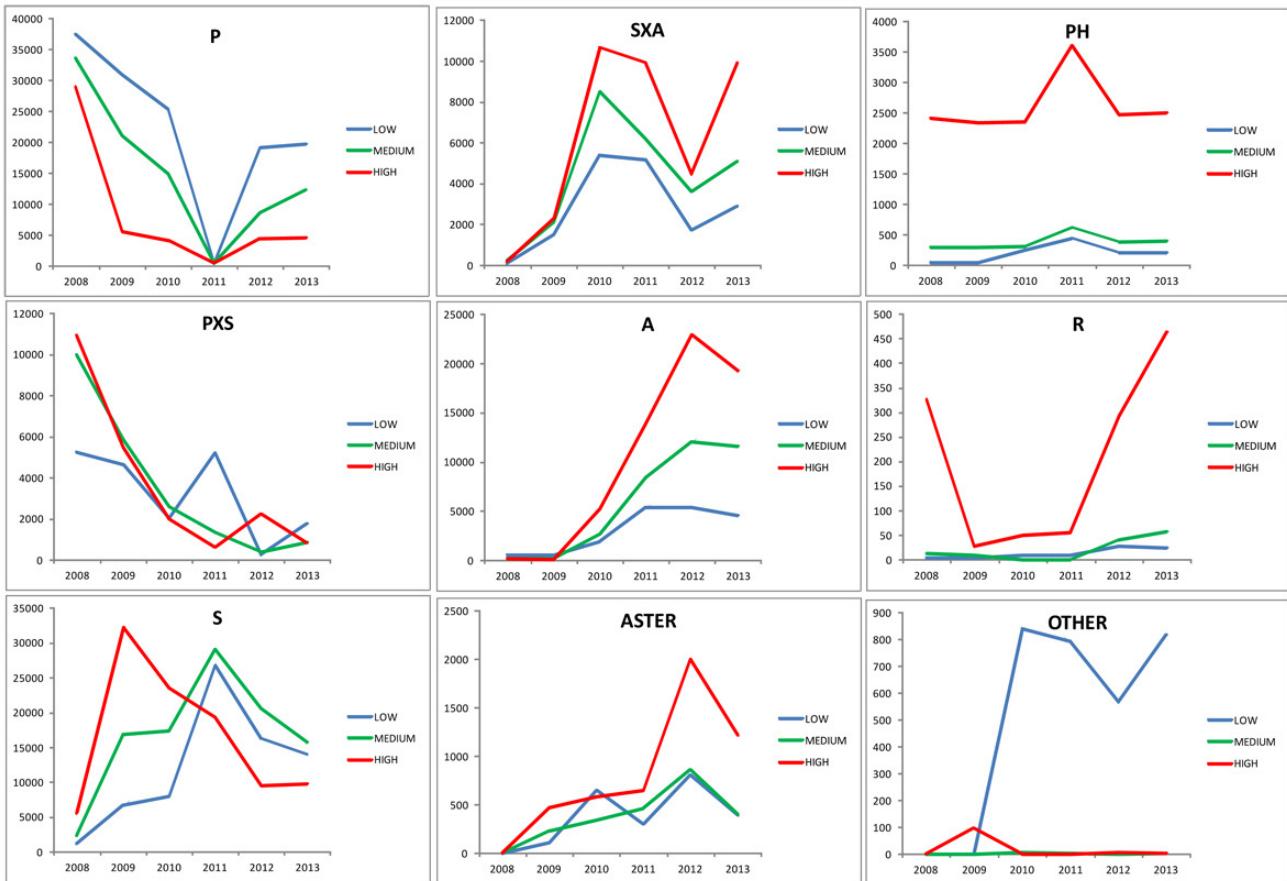 P
40000
35000
30000
25000
20000
15000
10000
5000
0
2008 2009 2010 2011 2012 2013
LOW
MEDIUM
HIGH
SXA
12000
10000
8000
6000
4000
2000
0
2008 2009 2010 2011 2012 2013
LOW
MEDIUM
HIGH
PH
4000
3500
3000
2500
2000
1500
1000
500
0
2008 2009 2010 2011 2012 2013
LOW
MEDIUM
HIGH
PXS
12000
10000
8000
6000
4000
2000
0
2008 2009 2010 2011 2012 2013
LOW
MEDIUM
HIGH
A
25000
20000
15000
10000
5000
0
2008 2009 2010 2011 2012 2013
LOW
MEDIUM
HIGH
R
500
450
400
350
300
250
200
150
100
50
0
2008 2009 2010 2011 2012 2013
LOW
MEDIUM
HIGH
S
35000
30000
25000
20000
15000
10000
5000
0
2008 2009 2010 2011 2012 2013
LOW
MEDIUM
HIGH
ASTER
2500
2000
1500
1000
500
0
2008 2009 2010 2011 2012 2013
LOW
MEDIUM
HIGH
OTHER
900
800
700
600
500
400
300
200
100
0
2008 2009 2010 2011 2012 2013
LOW
MEDIUM
HIGH